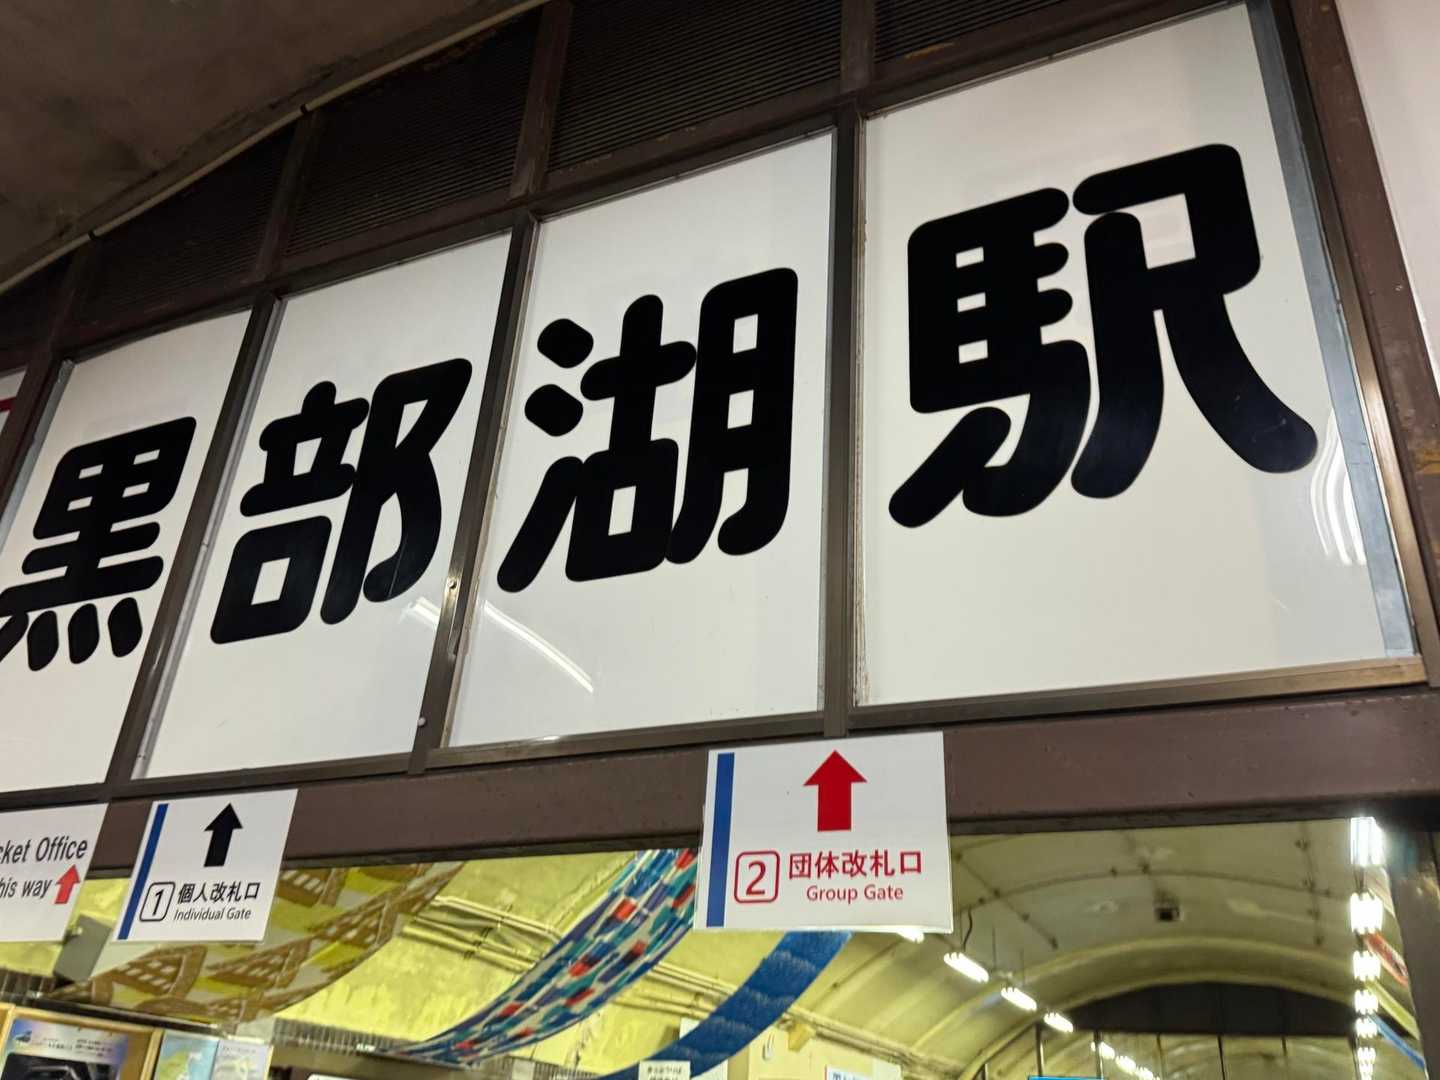 黒部湖駅
cket Office
his way
1 個人改札口
Individual Gate
2 団体改札口
Group Gate